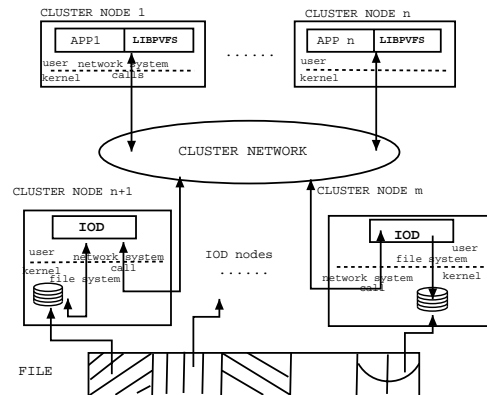 CLUSTER NODE 1
CLUSTER NODE n
APP1 LIBPVFS
......
APP n LIBPVFS
user network system
kernel calls
user
kernel
CLUSTER NETWORK
CLUSTER NODE n+1
CLUSTER NODE m
IOD
IOD
user
network system
call
kernel
file system
IOD nodes
......
user
file system
kernel
network system
call
FILE